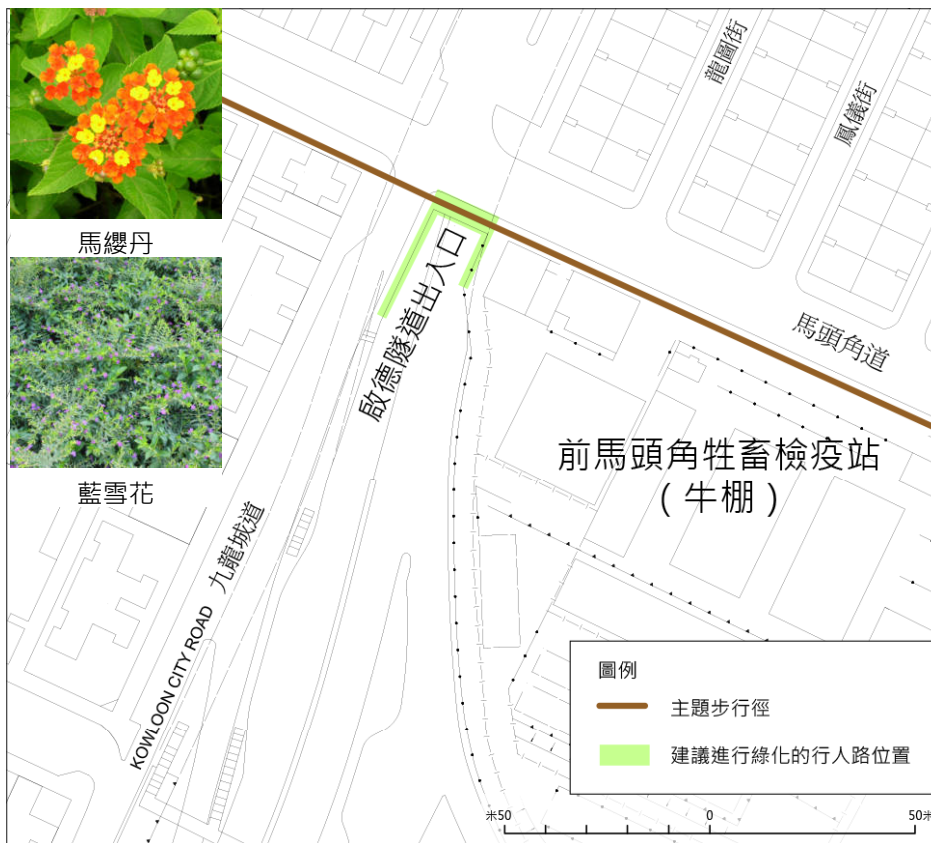 馬纓丹
藍雪花
龍圖街
鳳儀街
啟德隧道出入口
馬頭角道
前馬頭角牲畜檢疫站
（牛棚）
KOWLOON CITY ROAD 九龍城道
圖例
主題步行徑
建議進行綠化的行人路位置
米50 0 50米